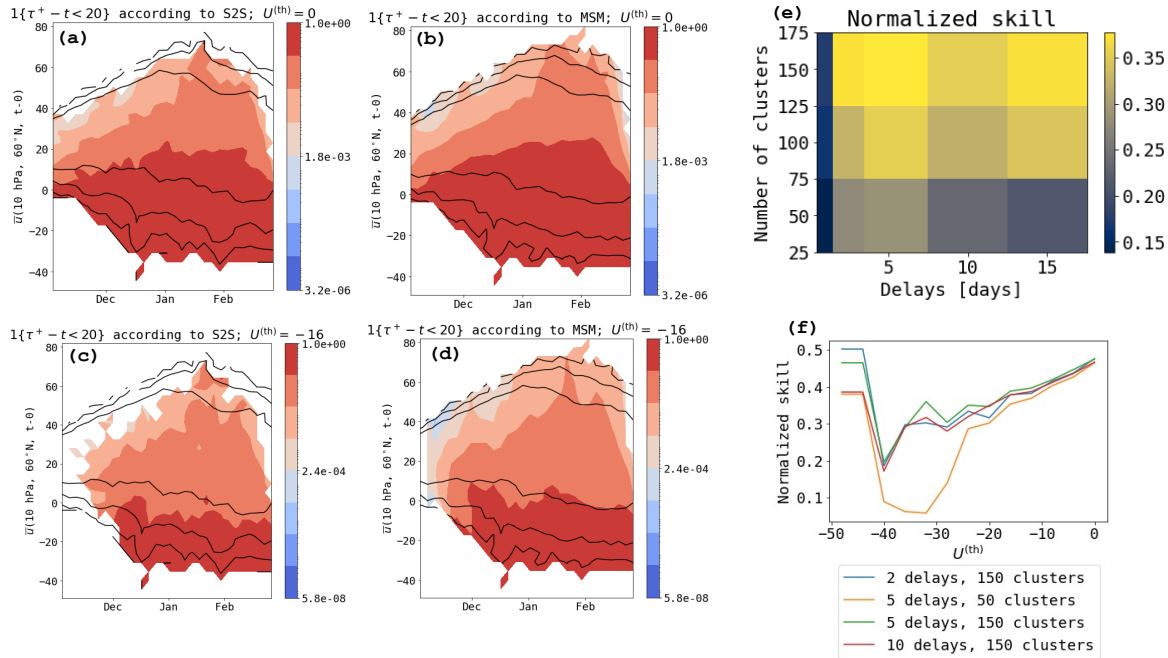 1{τ⁺ − t < 20} according to S2S; U⁽ᵗʰ⁾ = 0
(a)
80
60
40
20
0
−20
−40
u̅(10 hPa, 60°N, t-0)
Dec Jan Feb
1.0e+00
1.8e-03
3.2e-06
1{τ⁺ − t < 20} according to MSM; U⁽ᵗʰ⁾ = 0
(b)
80
60
40
20
0
−20
−40
u̅(10 hPa, 60°N, t-0)
Dec Jan Feb
1.0e+00
1.8e-03
3.2e-06
(e)
Normalized skill
175
150
125
100
75
50
25
Number of clusters
5 10 15
Delays [days]
0.35
0.30
0.25
0.20
0.15
1{τ⁺ − t < 20} according to S2S; U⁽ᵗʰ⁾ = −16
(c)
80
60
40
20
0
−20
−40
u̅(10 hPa, 60°N, t-0)
Dec Jan Feb
1.0e+00
2.4e-04
5.8e-08
1{τ⁺ − t < 20} according to MSM; U⁽ᵗʰ⁾ = −16
(d)
80
60
40
20
0
−20
−40
u̅(10 hPa, 60°N, t-0)
Dec Jan Feb
1.0e+00
2.4e-04
5.8e-08
(f)
0.5
0.4
0.3
0.2
0.1
Normalized skill
−50 −40 −30 −20 −10 0
U⁽ᵗʰ⁾
2 delays, 150 clusters
5 delays, 50 clusters
5 delays, 150 clusters
10 delays, 150 clusters